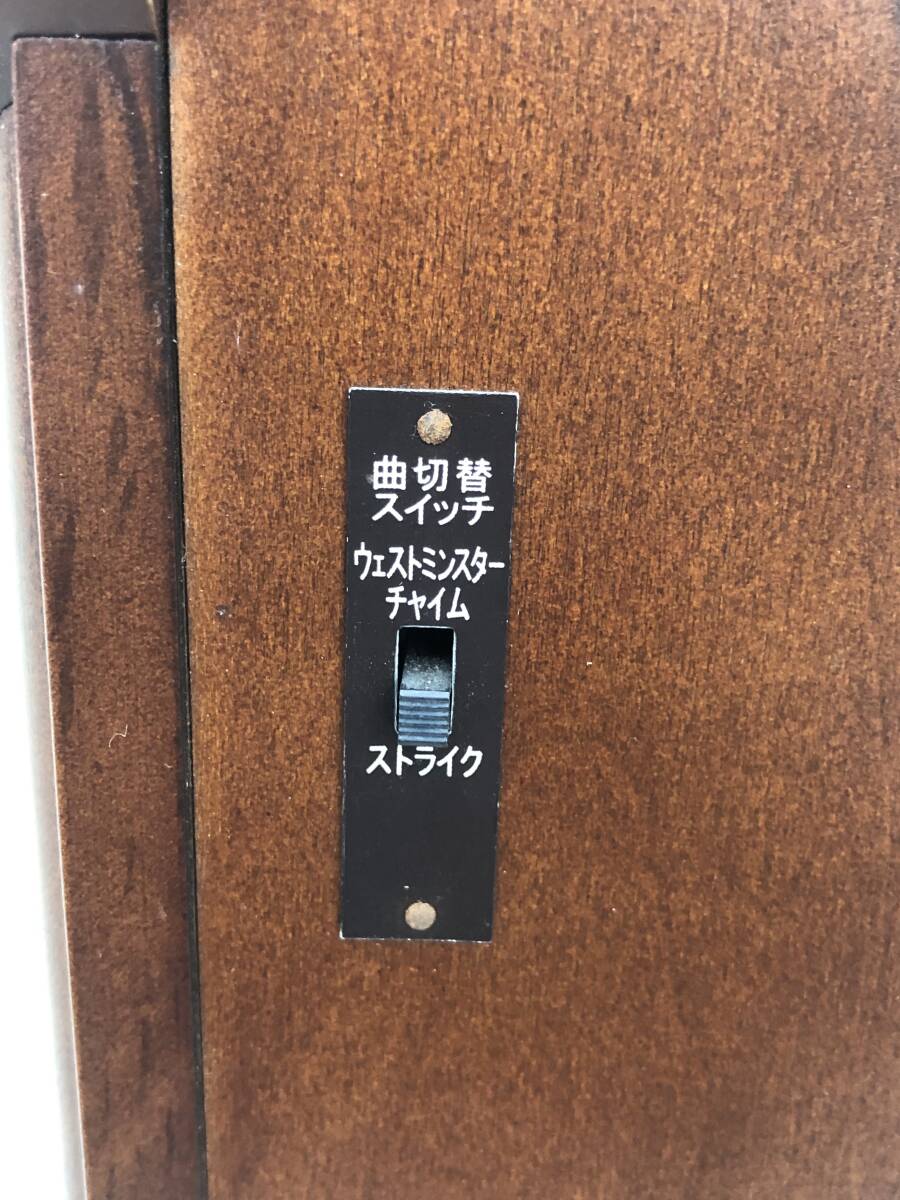 曲切替
スイッチ
ウェストミンスター
チャイム
ストライク